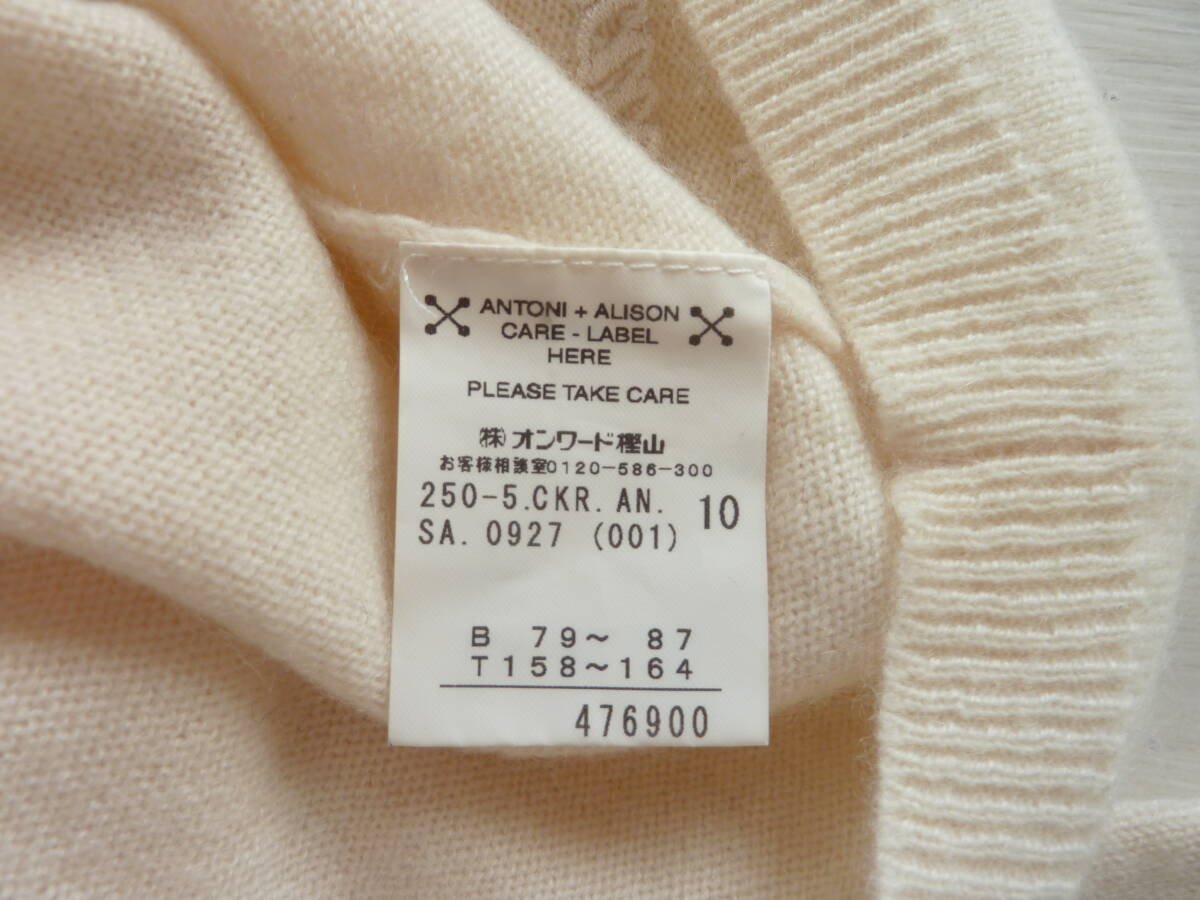 ANTONI + ALISON
CARE - LABEL
HERE
PLEASE TAKE CARE
㈱オンワード樫山
お客様相談室0120-586-300
250-5.CKR.AN. 10
SA.0927 (001)
B 79～ 87
T158～164
476900